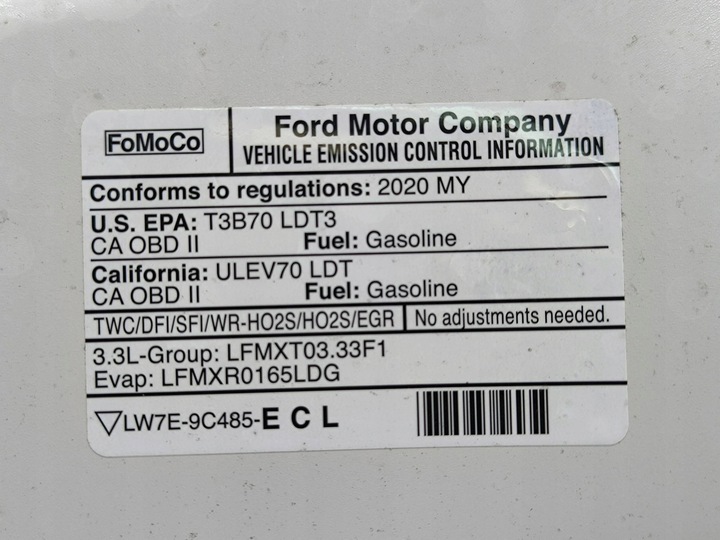 FoMoCo
Ford Motor Company
VEHICLE EMISSION CONTROL INFORMATION
Conforms to regulations: 2020 MY
U.S. EPA: T3B70 LDT3
CA OBD II Fuel: Gasoline
California: ULEV70 LDT
CA OBD II Fuel: Gasoline
TWC/DFI/SFI/WR-HO2S/HO2S/EGR No adjustments needed.
3.3L-Group: LFMXT03.33F1
Evap: LFMXR0165LDG
LW7E-9C485-E C L